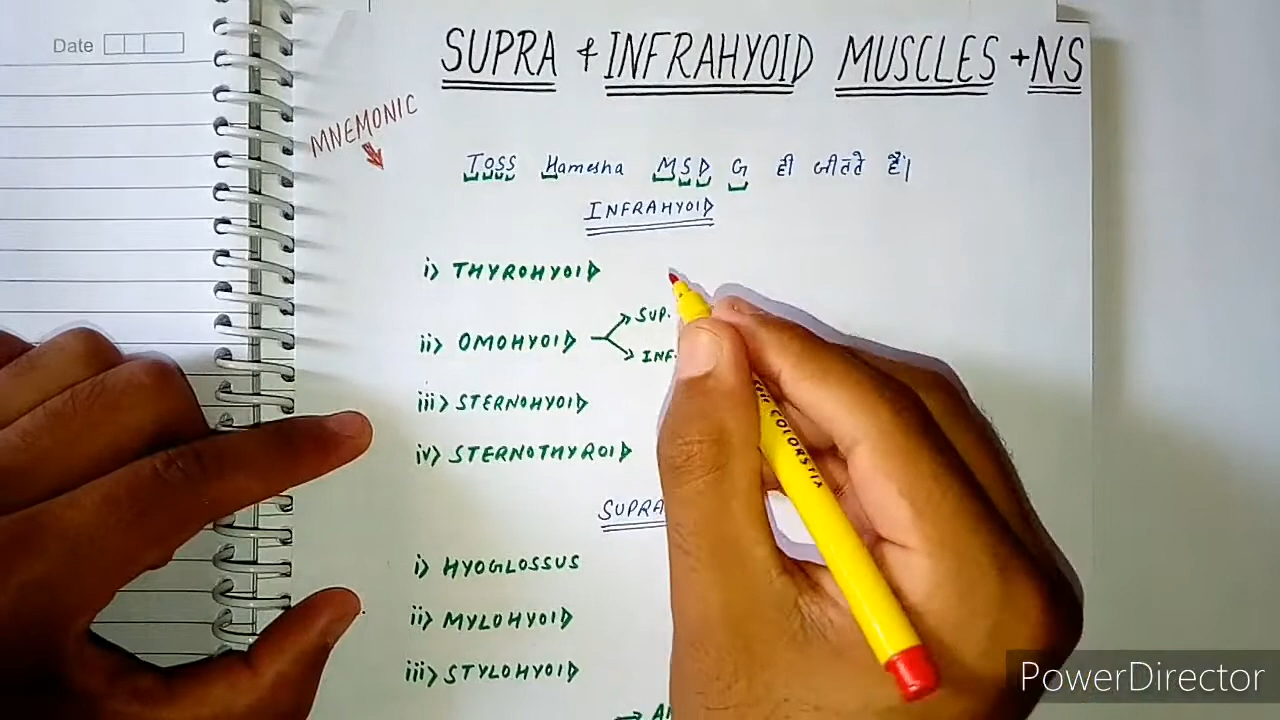 Date
SUPRA & INFRAHYOID MUSCLES + NS
MNEMONIC
TOSS Hamesha MSD G ही जीतते हैं।
INFRAHYOID
i) THYROHYOID
ii) OMOHYOID → SUP.
→ INF.
iii) STERNOHYOID
iv) STERNOTHYROID
SUPRA
i) HYOGLOSSUS
ii) MYLOHYOID
iii) STYLOHYOID
COLORSTIX
PowerDirector